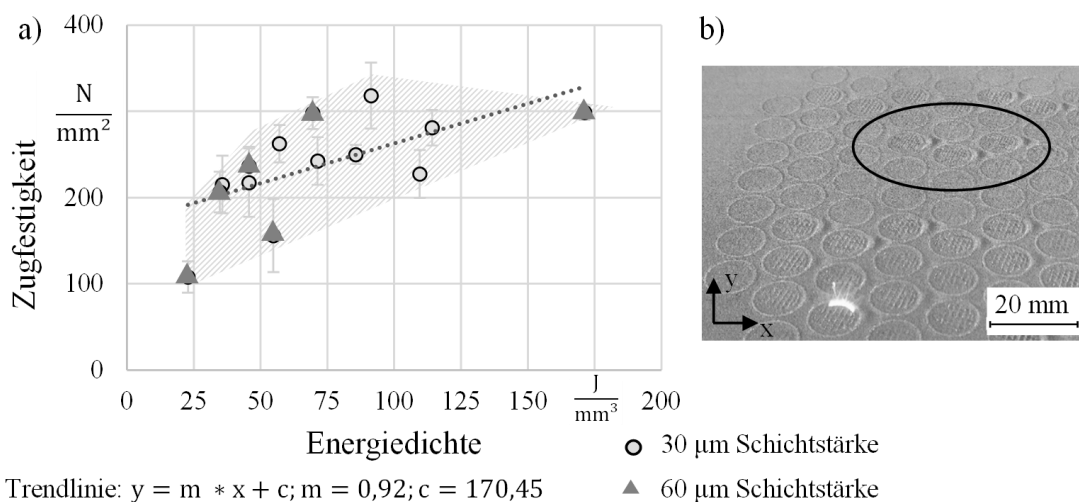 a)
b)
400
N
mm²
200
100
0
Zugfestigkeit
0 25 50 75 100 125 150 J/mm³ 200
Energiedichte
y
x
20 mm
30 µm Schichtstärke
60 µm Schichtstärke
Trendlinie: y = m * x + c; m = 0,92; c = 170,45